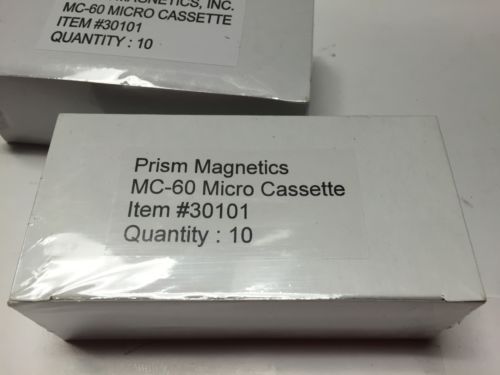 MAGNETICS, INC.
MC-60 MICRO CASSETTE
ITEM #30101
QUANTITY : 10
Prism Magnetics
MC-60 Micro Cassette
Item #30101
Quantity : 10